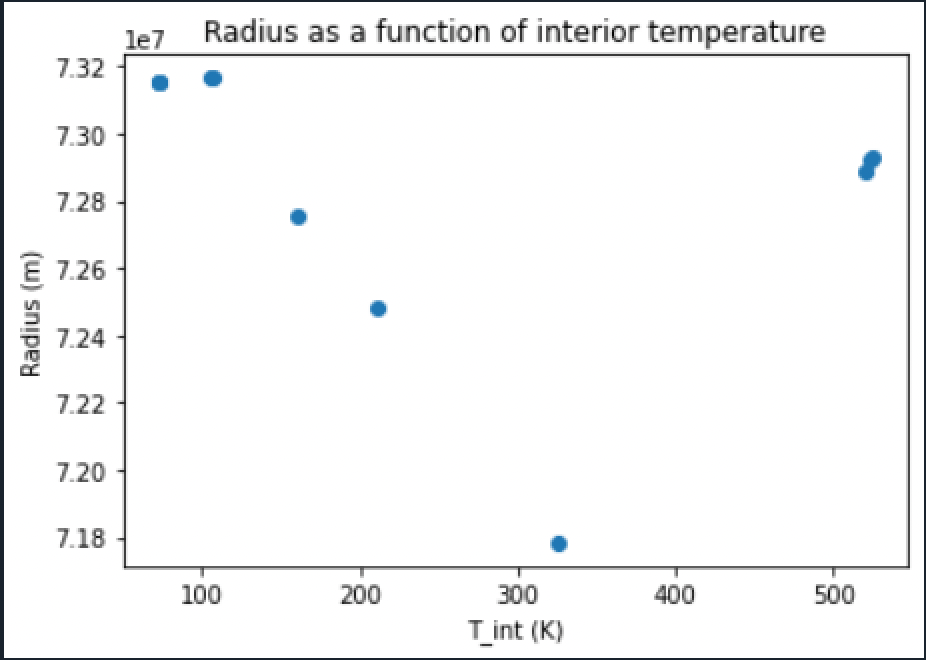 Radius as a function of interior temperature
1e7
7.32
7.30
7.28
7.26
7.24
7.22
7.20
7.18
Radius (m)
100 200 300 400 500
T_int (K)